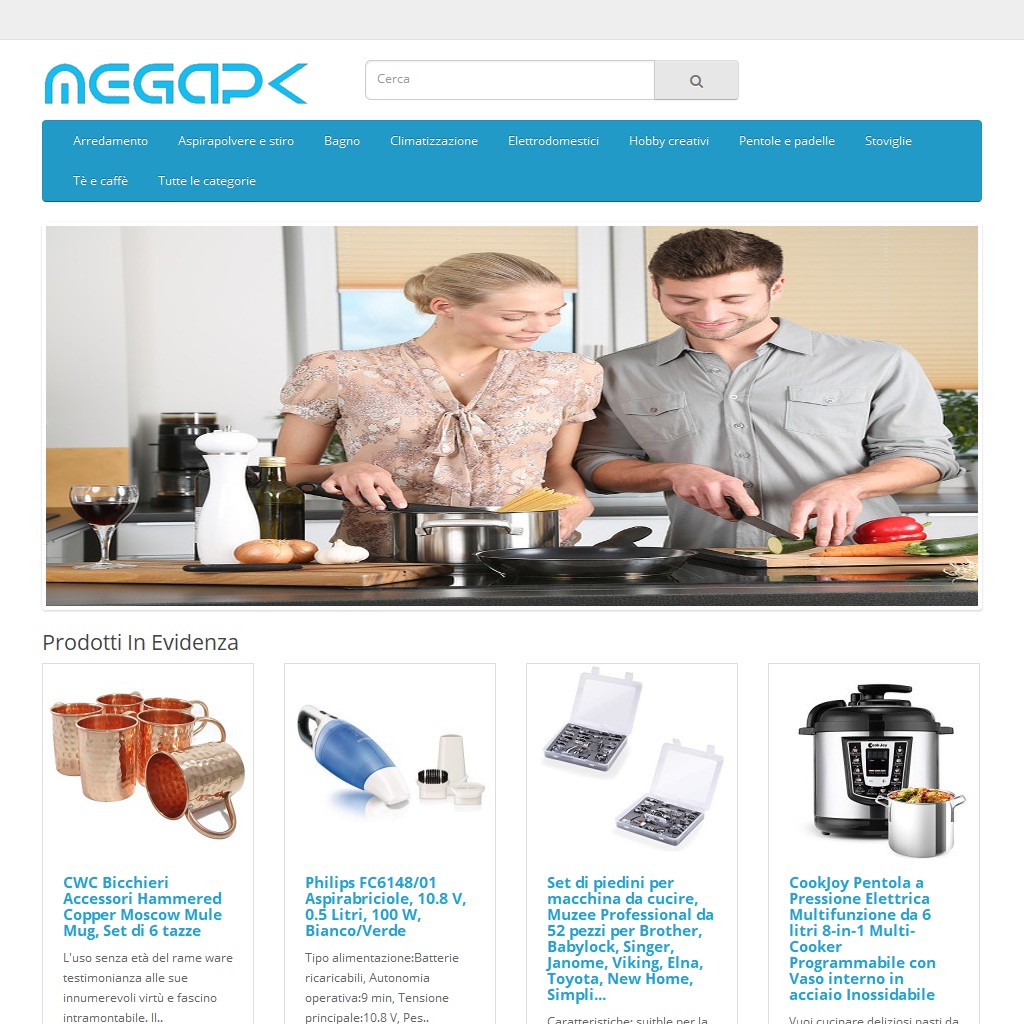 MEGAPK
Cerca
Arredamento Aspirapolvere e stiro Bagno Climatizzazione Elettrodomestici Hobby creativi Pentole e padelle Stoviglie
Tè e caffè Tutte le categorie
Prodotti In Evidenza
CookJoy
CWC Bicchieri
Accessori Hammered
Copper Moscow Mule
Mug, Set di 6 tazze
L'uso senza età del rame ware
testimonianza alle sue
innumerevoli virtù e fascino
intramontabile. Il..
Philips FC6148/01
Aspirabriciole, 10.8 V,
0.5 Litri, 100 W,
Bianco/Verde
Tipo alimentazione:Batterie
ricaricabili, Autonomia
operativa:9 min, Tensione
principale:10.8 V, Pes..
Set di piedini per
macchina da cucire,
Muzee Professional da
52 pezzi per Brother,
Babylock, Singer,
Janome, Viking, Elna,
Toyota, New Home,
Simpli...
Caratteristiche: suitble per la
CookJoy Pentola a
Pressione Elettrica
Multifunzione da 6
litri 8-in-1 Multi-
Cooker
Programmabile con
Vaso interno in
acciaio Inossidabile
Vuoi cucinare deliziosi pasti da